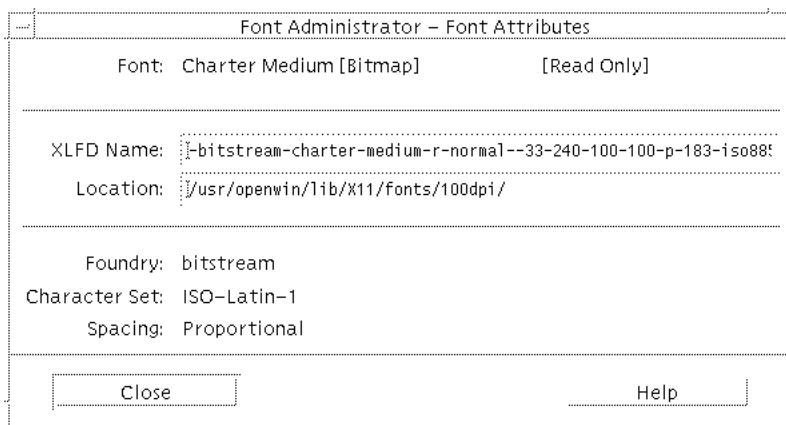 Font Administrator – Font Attributes
Font: Charter Medium [Bitmap] [Read Only]
XLFD Name: -bitstream-charter-medium-r-normal--33-240-100-100-p-183-iso885
Location: /usr/openwin/lib/X11/fonts/100dpi/
Foundry: bitstream
Character Set: ISO–Latin–1
Spacing: Proportional
Close Help